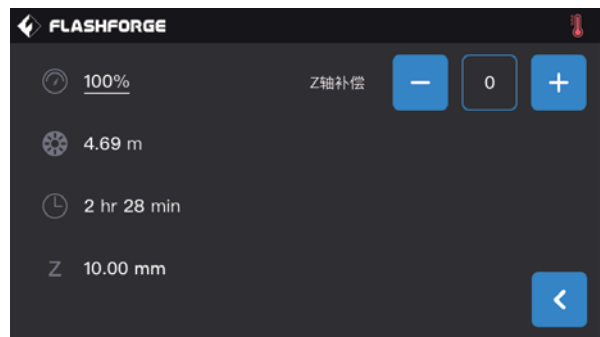 FLASHFORGE
100%
Z轴补偿
0
4.69 m
2 hr 28 min
Z 10.00 mm